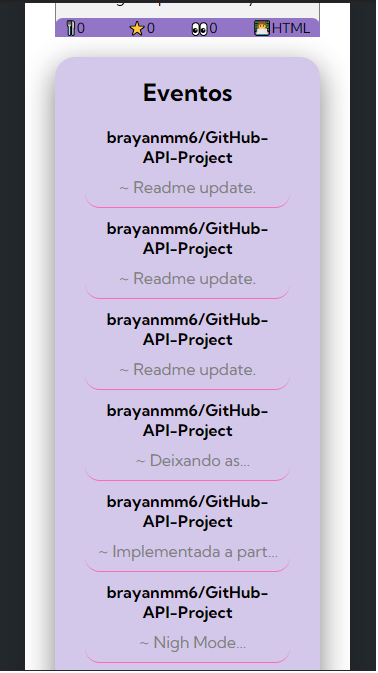 0 0 0 HTML
Eventos
brayanmm6/GitHub-
API-Project
~ Readme update.
brayanmm6/GitHub-
API-Project
~ Readme update.
brayanmm6/GitHub-
API-Project
~ Readme update.
brayanmm6/GitHub-
API-Project
~ Deixando as...
brayanmm6/GitHub-
API-Project
~ Implementada a part...
brayanmm6/GitHub-
API-Project
~ Nigh Mode...